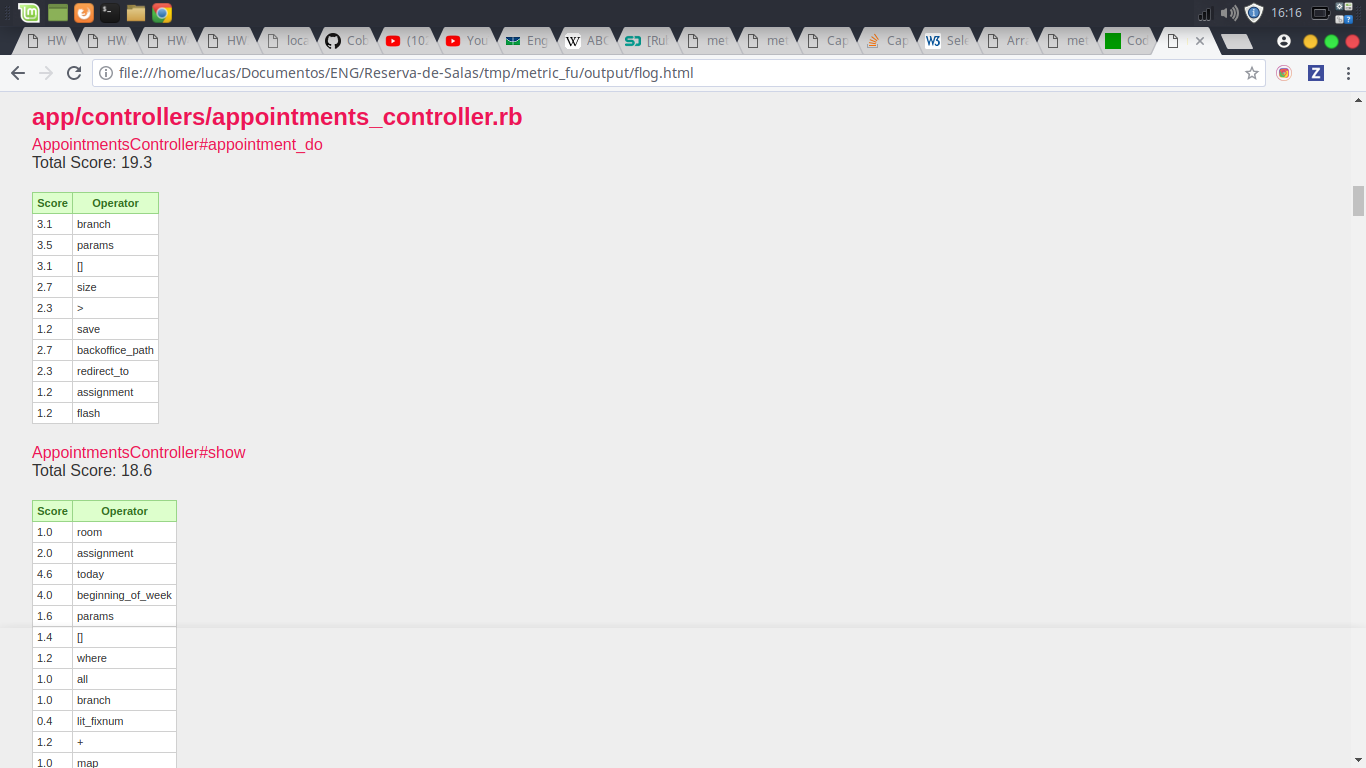 16:16
HW
HW
HW
HW
loca
Cob
(10
You
Eng
ABC
[Ru
met
met
Cap
Cap
Sele
Arr
met
Coc
file:///home/lucas/Documentos/ENG/Reserva-de-Salas/tmp/metric_fu/output/flog.html
app/controllers/appointments_controller.rb
AppointmentsController#appointment_do
Total Score: 19.3
Score Operator
3.1 branch
3.5 params
3.1 []
2.7 size
2.3 >
1.2 save
2.7 backoffice_path
2.3 redirect_to
1.2 assignment
1.2 flash
AppointmentsController#show
Total Score: 18.6
Score Operator
1.0 room
2.0 assignment
4.6 today
4.0 beginning_of_week
1.6 params
1.4 []
1.2 where
1.0 all
1.0 branch
0.4 lit_fixnum
1.2 +
1.0 map